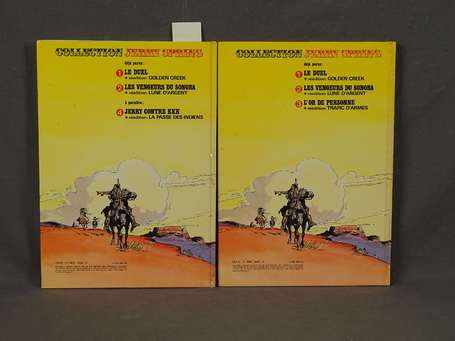 COLLECTION JERRY SPRING
déjà parus:
1 LE DUEL
+ réédition: GOLDEN CREEK
2 LES VENGEURS DU SONORA
+ réédition: LUNE D'ARGENT
à paraître:
4 JERRY CONTRE KKK
+ réédition: LA PASSE DES INDIENS
COLLECTION JERRY SPRING
déjà parus:
1 LE DUEL
+ réédition: GOLDEN CREEK
2 LES VENGEURS DU SONORA
+ réédition: LUNE D'ARGENT
3 L'OR DE PERSONNE
+ réédition: TRAFIC D'ARMES